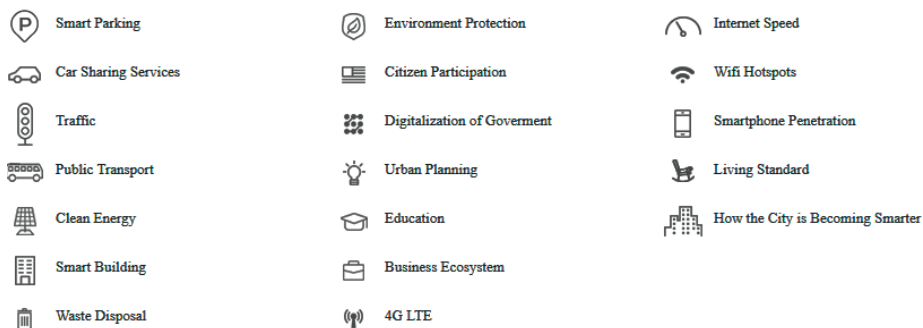 P Smart Parking
Car Sharing Services
Traffic
Public Transport
Clean Energy
Smart Building
Waste Disposal
Environment Protection
Citizen Participation
Digitalization of Goverment
Urban Planning
Education
Business Ecosystem
4G LTE
Internet Speed
Wifi Hotspots
Smartphone Penetration
Living Standard
How the City is Becoming Smarter